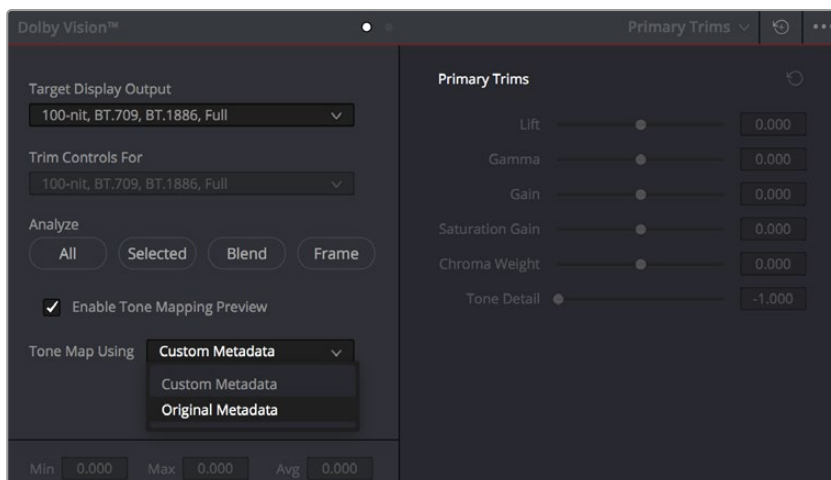 Dolby Vision™
Primary Trims
Target Display Output
100-nit, BT.709, BT.1886, Full
Trim Controls For
100-nit, BT.709, BT.1886, Full
Analyze
All Selected Blend Frame
Enable Tone Mapping Preview
Tone Map Using Custom Metadata
Custom Metadata
Original Metadata
Min 0.000 Max 0.000 Avg 0.000
Primary Trims
Lift 0.000
Gamma 0.000
Gain 0.000
Saturation Gain 0.000
Chroma Weight 0.000
Tone Detail -1.000